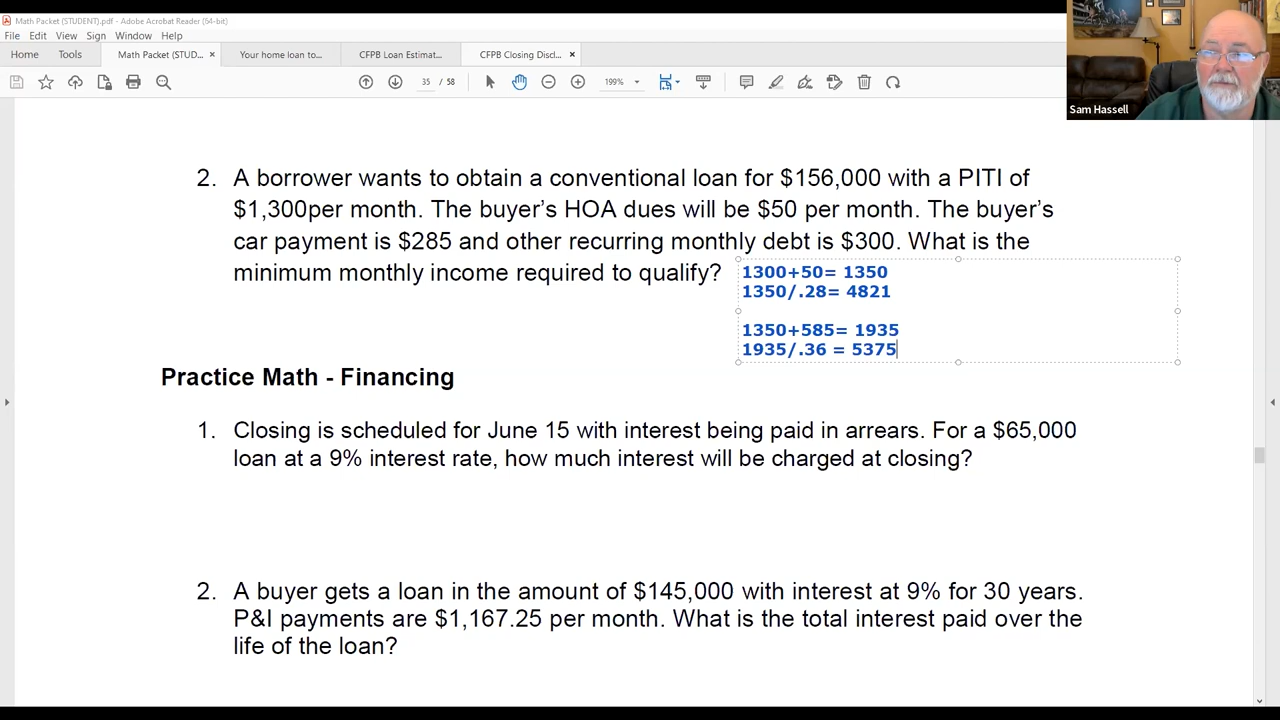 Math Packet (STUDENT).pdf - Adobe Acrobat Reader (64-bit)
File Edit View Sign Window Help
Home Tools Math Packet (STUD... × Your home loan to... CFPB Loan Estimat... CFPB Closing Discl... ×
35 / 58 199%
Sam Hassell
2. A borrower wants to obtain a conventional loan for $156,000 with a PITI of
$1,300per month. The buyer's HOA dues will be $50 per month. The buyer's
car payment is $285 and other recurring monthly debt is $300. What is the
minimum monthly income required to qualify?
1300+50= 1350
1350/.28= 4821
1350+585= 1935
1935/.36 = 5375
Practice Math - Financing
1. Closing is scheduled for June 15 with interest being paid in arrears. For a $65,000
loan at a 9% interest rate, how much interest will be charged at closing?
2. A buyer gets a loan in the amount of $145,000 with interest at 9% for 30 years.
P&I payments are $1,167.25 per month. What is the total interest paid over the
life of the loan?